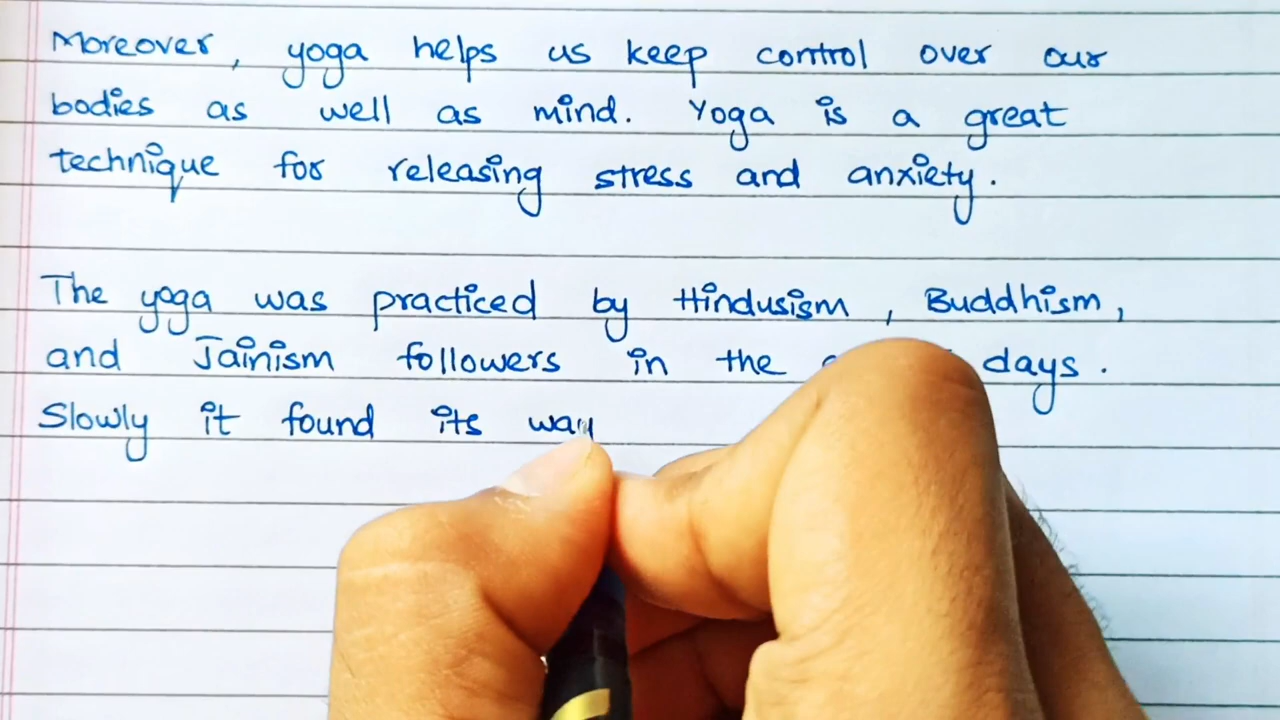 Moreover, yoga helps us keep control over our
bodies as well as mind. Yoga is a great
technique for releasing stress and anxiety.
The yoga was practiced by Hindusism, Buddhism,
and Jainism followers in the days.
Slowly it found its way